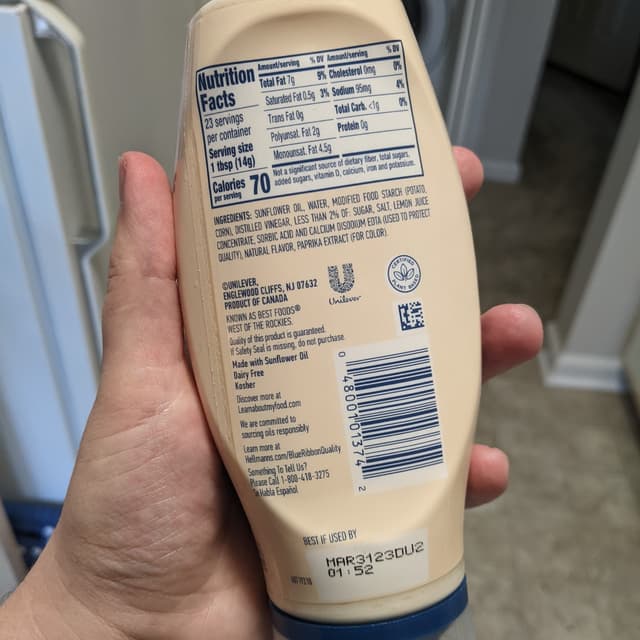 Nutrition Facts
23 servings
per container
Serving size
1 tbsp (14g)
Calories 70
per serving
Amount/serving % DV
Total Fat 7g 9%
Saturated Fat 0.5g 3%
Trans Fat 0g
Polyunsat. Fat 2g
Monounsat. Fat 4.5g
Amount/serving % DV
Cholesterol 0mg 0%
Sodium 95mg 4%
Total Carb. <1g 0%
Protein 0g
Not a significant source of dietary fiber, total sugars,
added sugars, vitamin D, calcium, iron and potassium.
INGREDIENTS: SUNFLOWER OIL, WATER, MODIFIED FOOD STARCH (POTATO,
CORN), DISTILLED VINEGAR, LESS THAN 2% OF: SUGAR, SALT, LEMON JUICE
CONCENTRATE, SORBIC ACID AND CALCIUM DISODIUM EDTA (USED TO PROTECT
QUALITY), NATURAL FLAVOR, PAPRIKA EXTRACT (FOR COLOR).
©UNILEVER,
ENGLEWOOD CLIFFS, NJ 07632
PRODUCT OF CANADA
Unilever
CERTIFIED
PLANT BASED
KNOWN AS BEST FOODS®
WEST OF THE ROCKIES.
Quality of this product is guaranteed.
If Safety Seal is missing, do not purchase.
Made with Sunflower Oil
Dairy Free
Kosher
Discover more at
Learnaboutmyfood.com
We are committed to
sourcing oils responsibly
Learn more at
Hellmanns.com/BlueRibbonQuality
Something To Tell Us?
Please Call 1-800-418-3275
Se Habla Español
0 48001 01374 2
BEST IF USED BY
MAR3123DU2
01:52